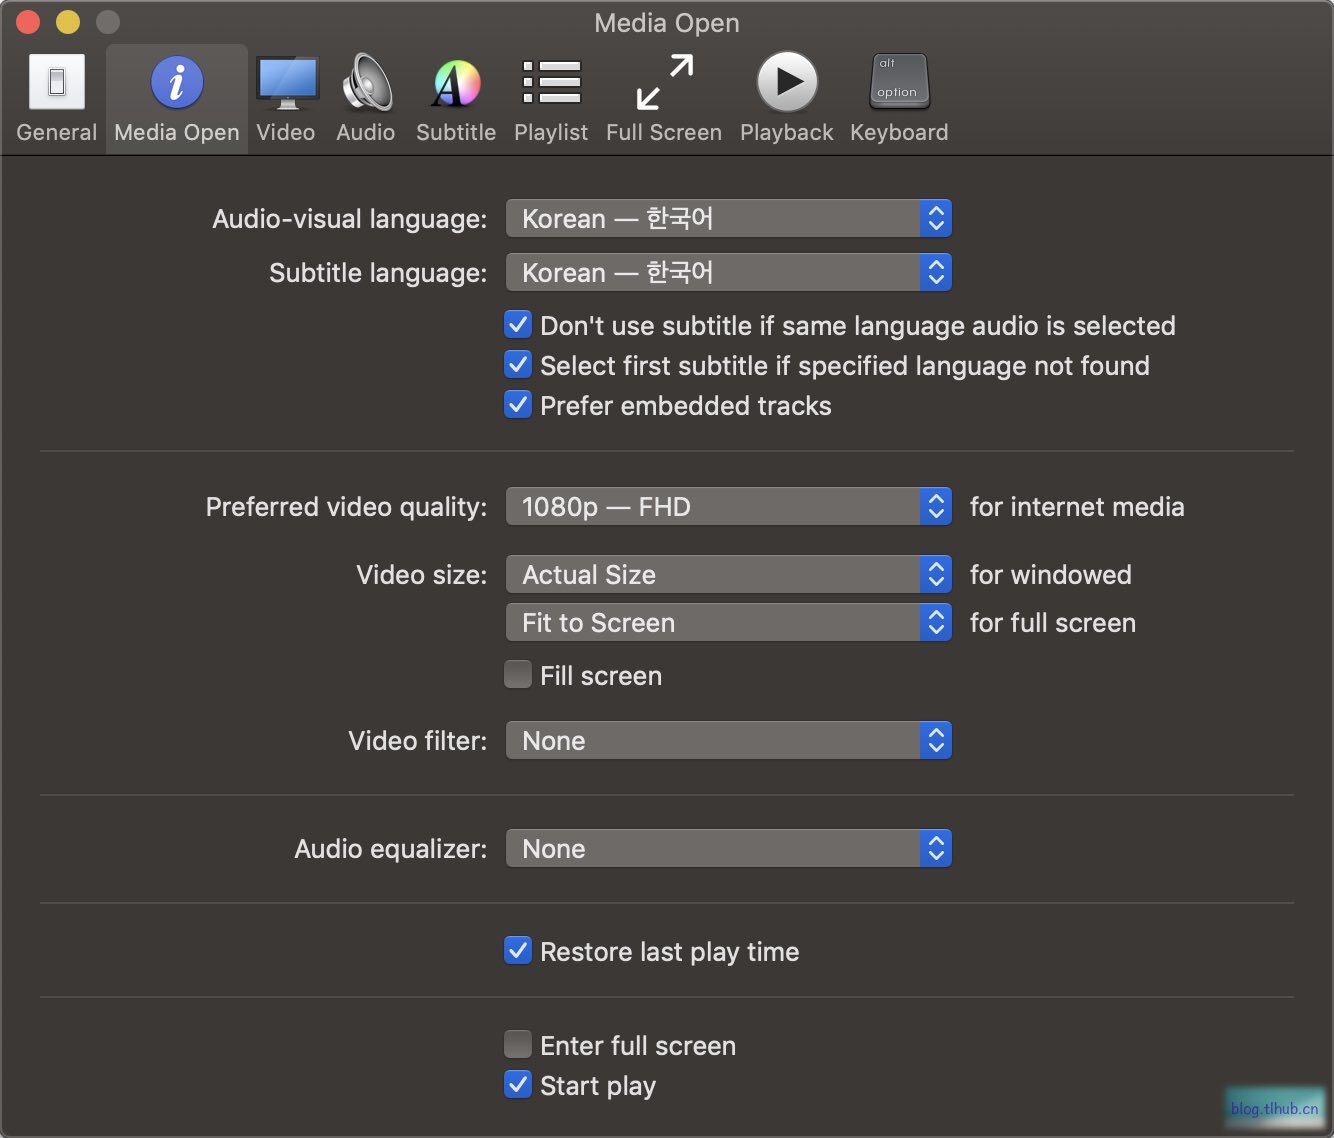 Media Open
alt
option
General Media Open Video Audio Subtitle Playlist Full Screen Playback Keyboard
Audio-visual language: Korean — 한국어
Subtitle language: Korean — 한국어
Don't use subtitle if same language audio is selected
Select first subtitle if specified language not found
Prefer embedded tracks
Preferred video quality: 1080p — FHD for internet media
Video size: Actual Size for windowed
Fit to Screen for full screen
Fill screen
Video filter: None
Audio equalizer: None
Restore last play time
Enter full screen
Start play
blog.tlhub.cn